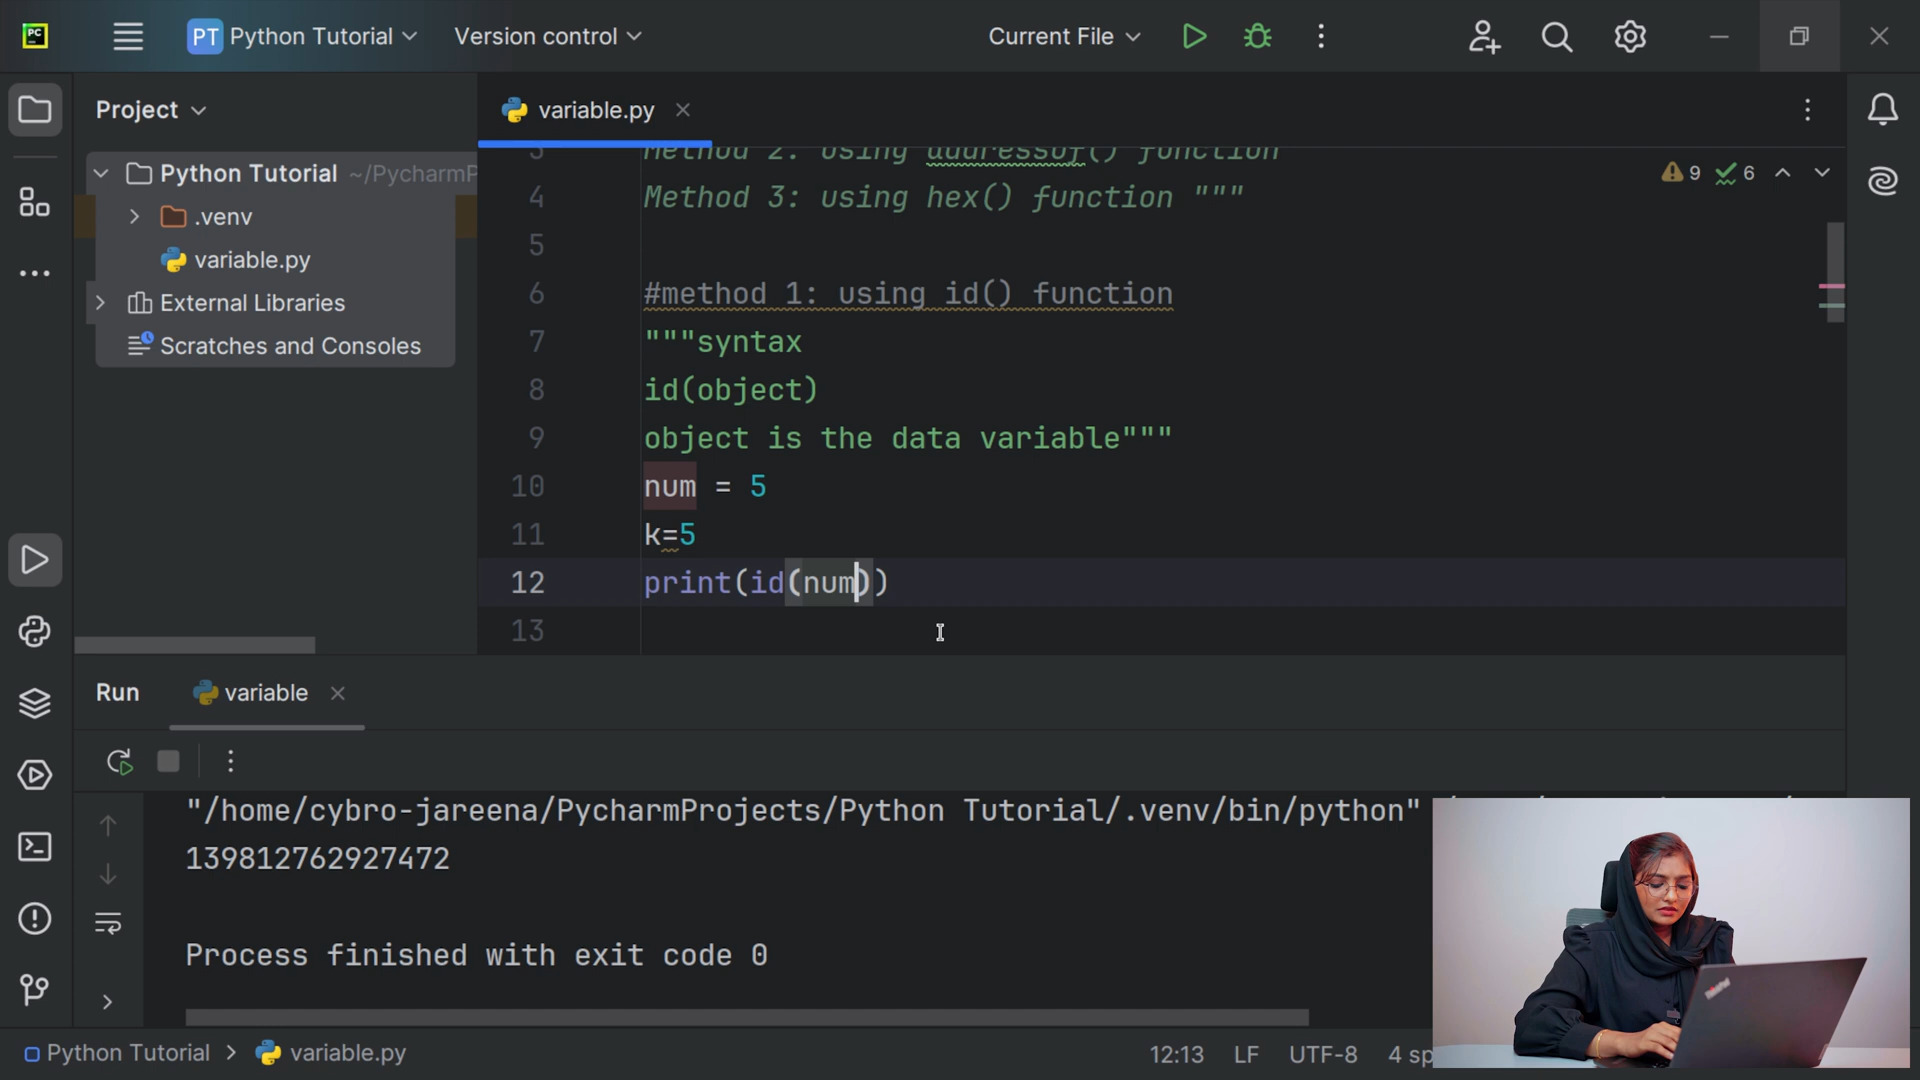 PC
PT Python Tutorial
Version control
Current File
Project
variable.py
Python Tutorial ~/PycharmP
.venv
variable.py
External Libraries
Scratches and Consoles
9
6
3 Method 2: using addressof() function
4 Method 3: using hex() function """
5
6 #method 1: using id() function
7 """syntax
8 id(object)
9 object is the data variable"""
10 num = 5
11 k=5
12 print(id(num))
13
Run
variable
"/home/cybro-jareena/PycharmProjects/Python Tutorial/.venv/bin/python"
139812762927472
Process finished with exit code 0
Python Tutorial > variable.py
12:13 LF UTF-8 4 sp